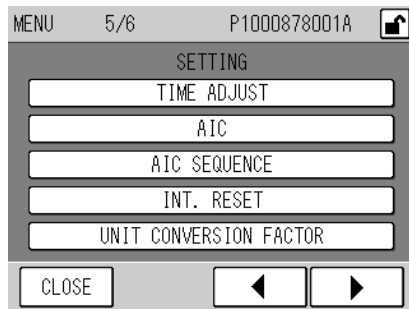 MENU 5/6 P1000878001A
SETTING
TIME ADJUST
AIC
AIC SEQUENCE
INT. RESET
UNIT CONVERSION FACTOR
CLOSE